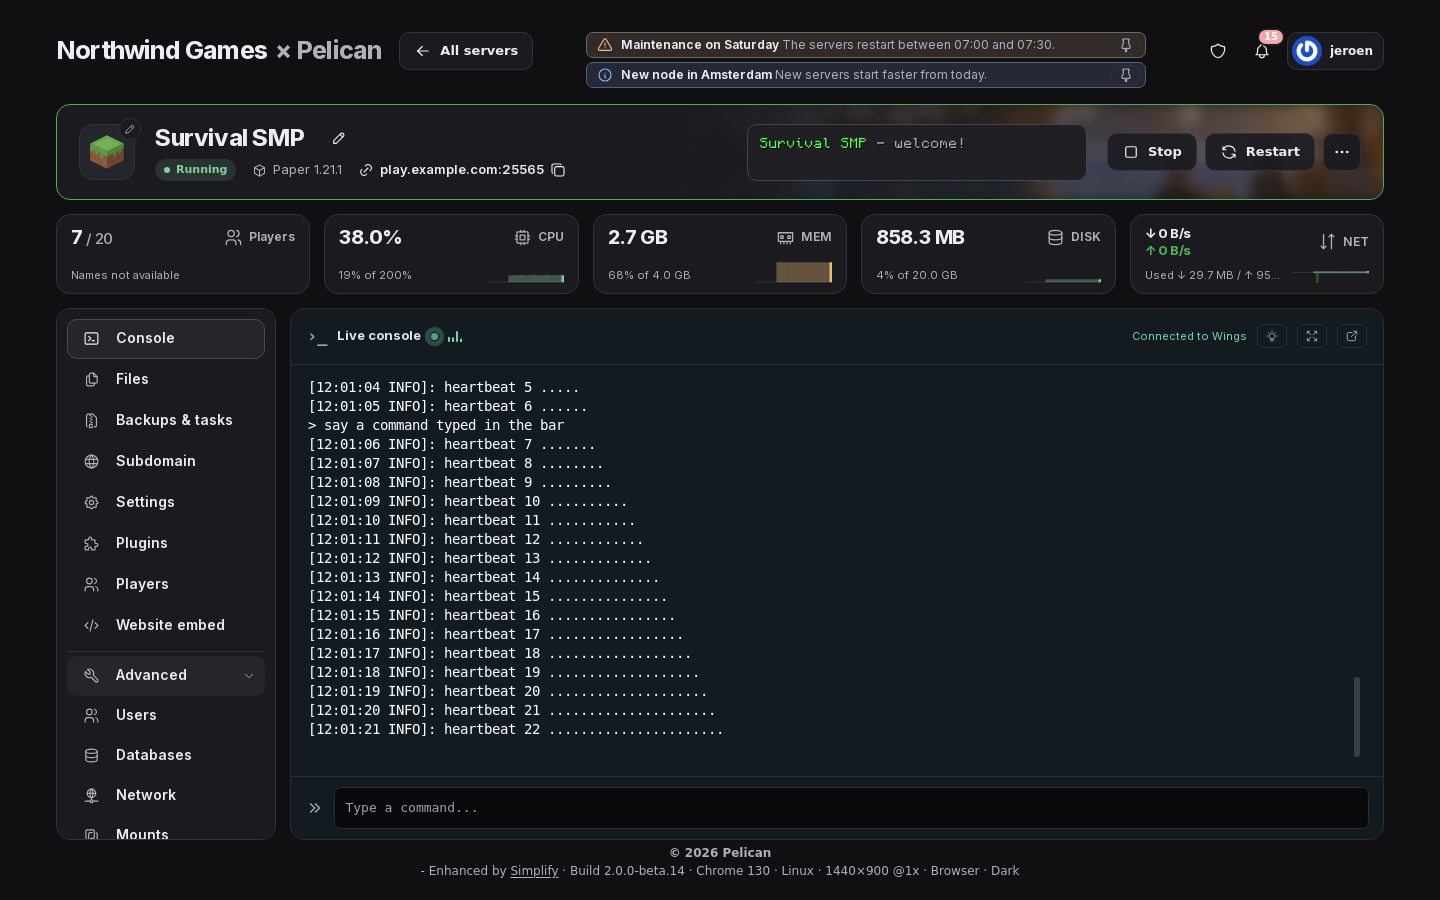 Northwind Games × Pelican
All servers
Maintenance on Saturday The servers restart between 07:00 and 07:30.
New node in Amsterdam New servers start faster from today.
15
jeroen
Survival SMP
Running
Paper 1.21.1
play.example.com:25565
Survival SMP - welcome!
Stop
Restart
7 / 20
Players
Names not available
38.0%
CPU
19% of 200%
2.7 GB
MEM
68% of 4.0 GB
858.3 MB
DISK
4% of 20.0 GB
↓ 0 B/s
↑ 0 B/s
NET
Used ↓ 29.7 MB / ↑ 95...
Console
Files
Backups & tasks
Subdomain
Settings
Plugins
Players
Website embed
Advanced
Users
Databases
Network
Mounts
Live console
Connected to Wings
[12:01:04 INFO]: heartbeat 5 .....
[12:01:05 INFO]: heartbeat 6 ......
> say a command typed in the bar
[12:01:06 INFO]: heartbeat 7 .......
[12:01:07 INFO]: heartbeat 8 ........
[12:01:08 INFO]: heartbeat 9 .........
[12:01:09 INFO]: heartbeat 10 ..........
[12:01:10 INFO]: heartbeat 11 ...........
[12:01:11 INFO]: heartbeat 12 ............
[12:01:12 INFO]: heartbeat 13 .............
[12:01:13 INFO]: heartbeat 14 ..............
[12:01:14 INFO]: heartbeat 15 ...............
[12:01:15 INFO]: heartbeat 16 ................
[12:01:16 INFO]: heartbeat 17 .................
[12:01:17 INFO]: heartbeat 18 ..................
[12:01:18 INFO]: heartbeat 19 ...................
[12:01:19 INFO]: heartbeat 20 ....................
[12:01:20 INFO]: heartbeat 21 .....................
[12:01:21 INFO]: heartbeat 22 ......................
Type a command...
© 2026 Pelican
- Enhanced by Simplify · Build 2.0.0-beta.14 · Chrome 130 · Linux · 1440×900 @1x · Browser · Dark